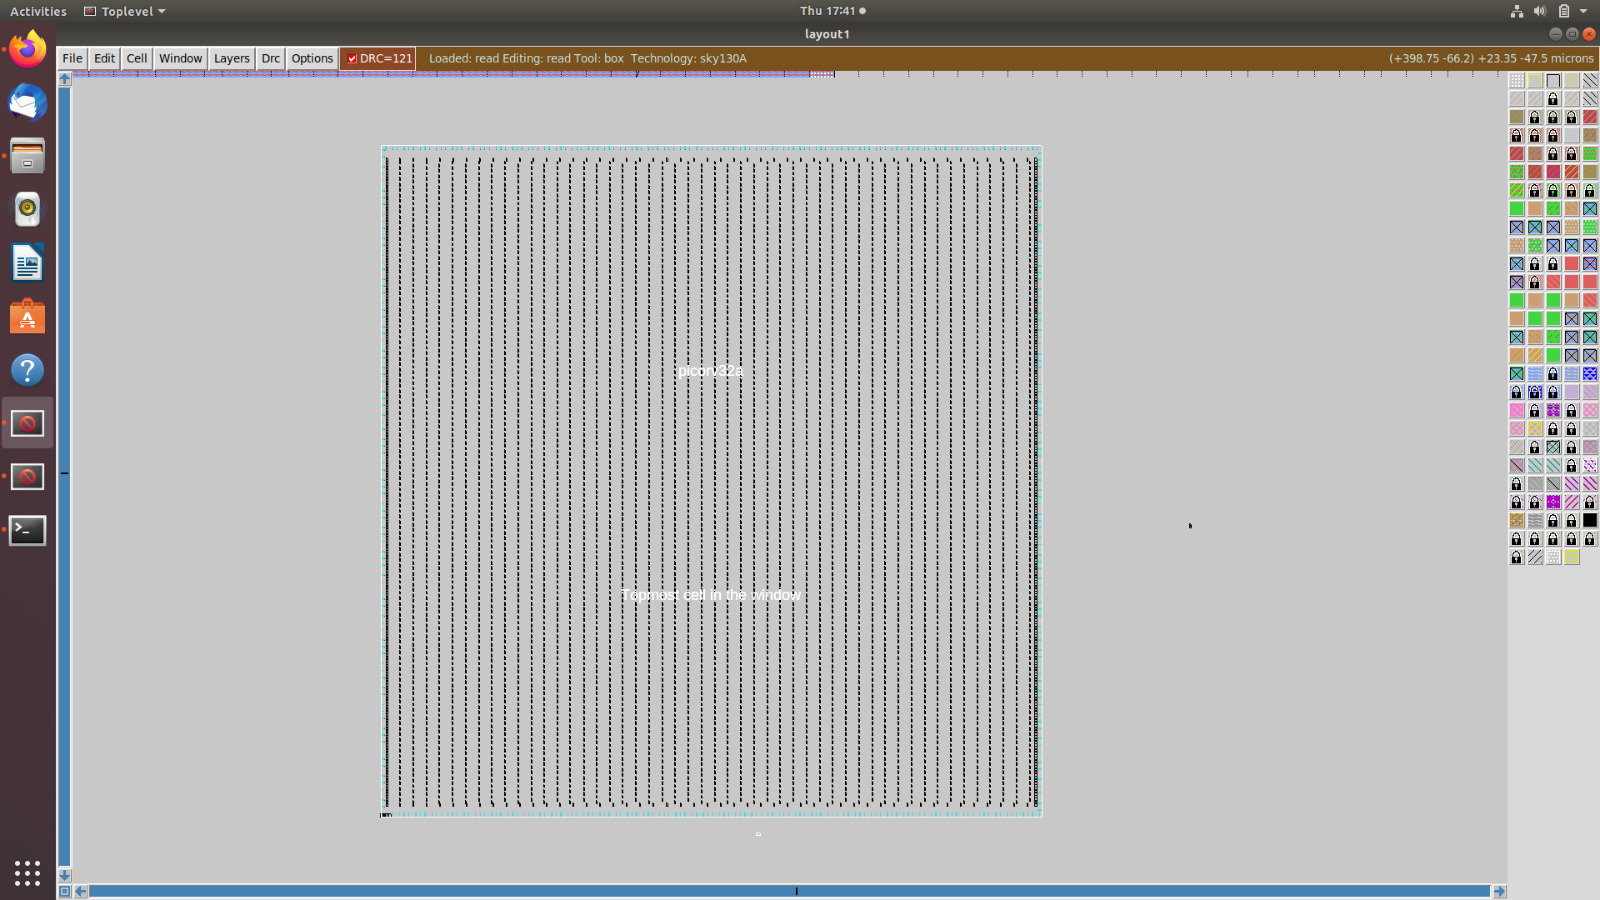 Activities Toplevel Thu 17:41
layout1
File Edit Cell Window Layers Drc Options DRC=121 Loaded: read Editing: read Tool: box Technology: sky130A (+398.75 -66.2) +23.35 -47.5 microns
picorv32a
Topmost cell in the window